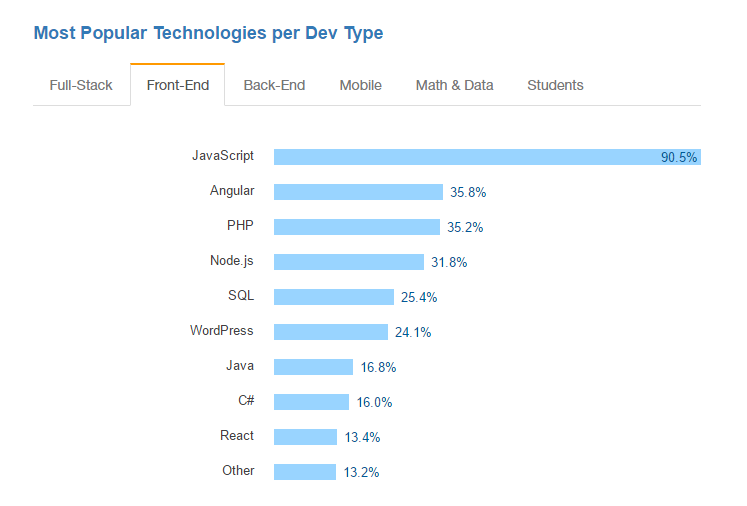 Most Popular Technologies per Dev Type
Full-Stack Front-End Back-End Mobile Math & Data Students
JavaScript 90.5%
Angular 35.8%
PHP 35.2%
Node.js 31.8%
SQL 25.4%
WordPress 24.1%
Java 16.8%
C# 16.0%
React 13.4%
Other 13.2%